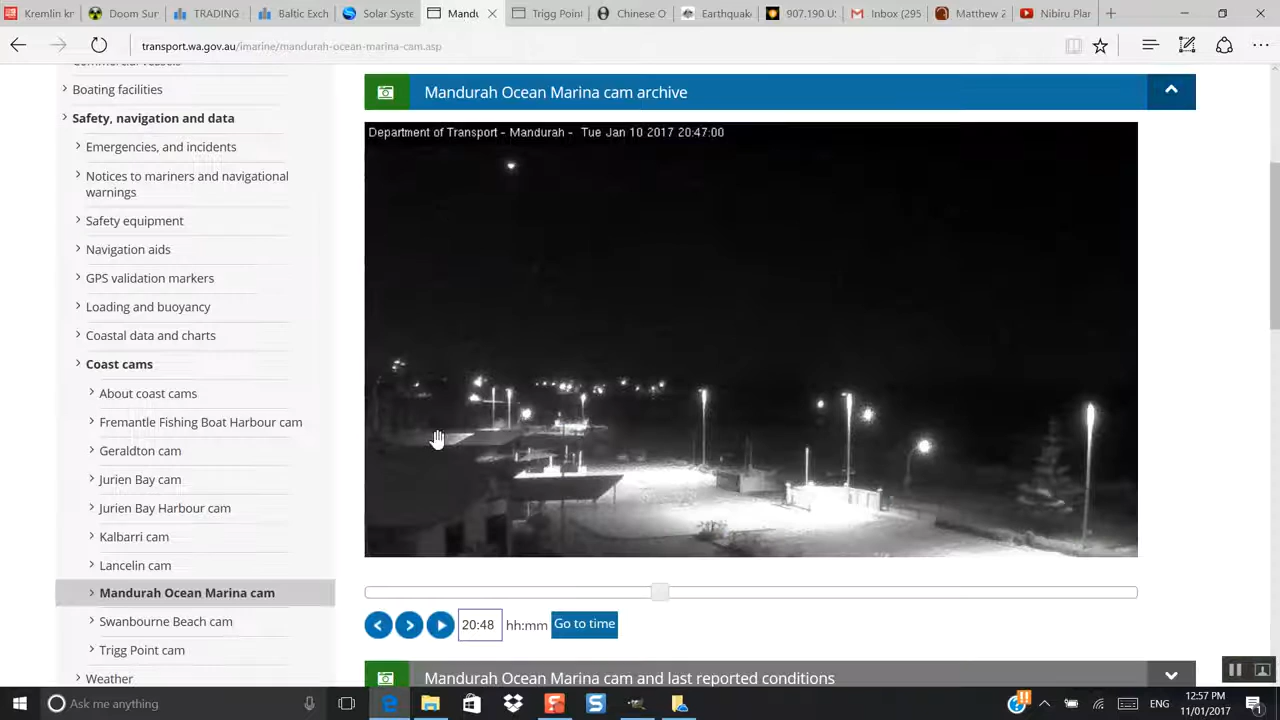 Kremlin in
Doom Sur
TRADING
Baltic Exch
Solar Syste
Mandu
Trigg Point
Chinese O
Earthquake
907.190 U
Inbox (295
Matthew Z
Nibiru Plar
transport.wa.gov.au/imarine/mandurah-ocean-marina-cam.asp
Commercial vessels
Boating facilities
Safety, navigation and data
Emergencies, and incidents
Notices to mariners and navigational
warnings
Safety equipment
Navigation aids
GPS validation markers
Loading and buoyancy
Coastal data and charts
Coast cams
About coast cams
Fremantle Fishing Boat Harbour cam
Geraldton cam
Jurien Bay cam
Jurien Bay Harbour cam
Kalbarri cam
Lancelin cam
Mandurah Ocean Marina cam
Swanbourne Beach cam
Trigg Point cam
Weather
Mandurah Ocean Marina cam archive
Department of Transport - Mandurah - Tue Jan 10 2017 20:47:00
20:48 hh:mm Go to time
Mandurah Ocean Marina cam and last reported conditions
Ask me anything
ENG
12:57 PM
11/01/2017